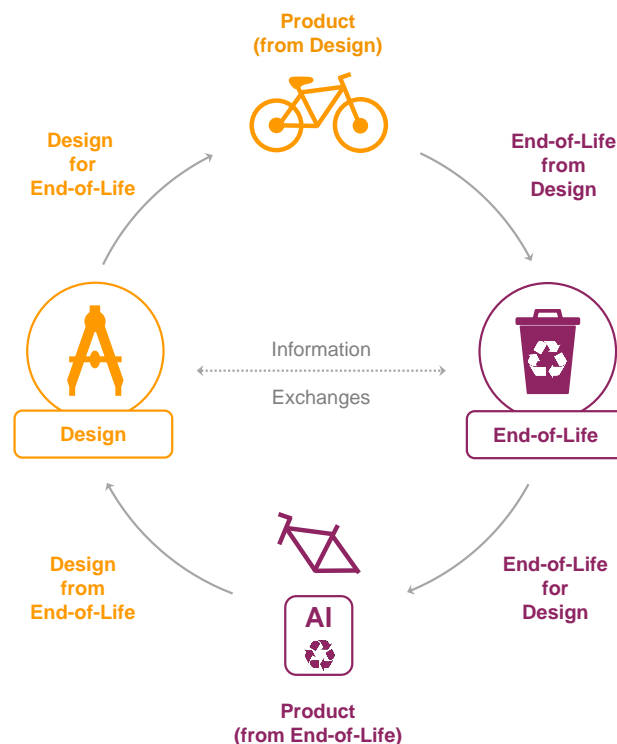 Product
(from Design)
Design
for
End-of-Life
End-of-Life
from
Design
Information
Exchanges
Design
End-of-Life
Design
from
End-of-Life
AI
End-of-Life
for
Design
Product
(from End-of-Life)